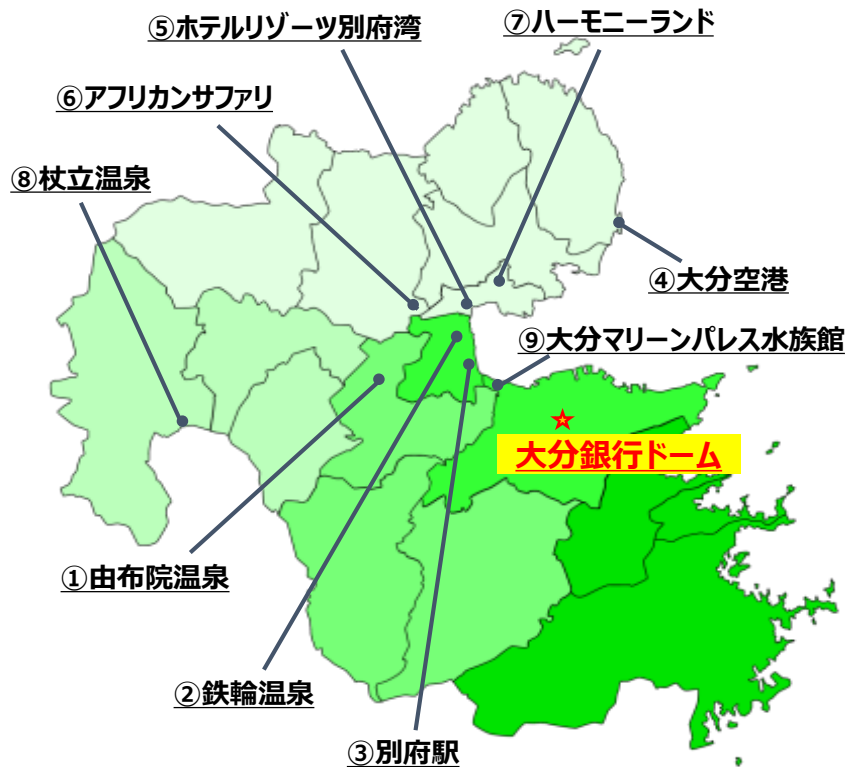 ⑤ホテルリゾーツ別府湾
⑦ハーモニーランド
⑥アフリカンサファリ
⑧杖立温泉
④大分空港
⑨大分マリーンパレス水族館
大分銀行ドーム
①由布院温泉
②鉄輪温泉
③別府駅